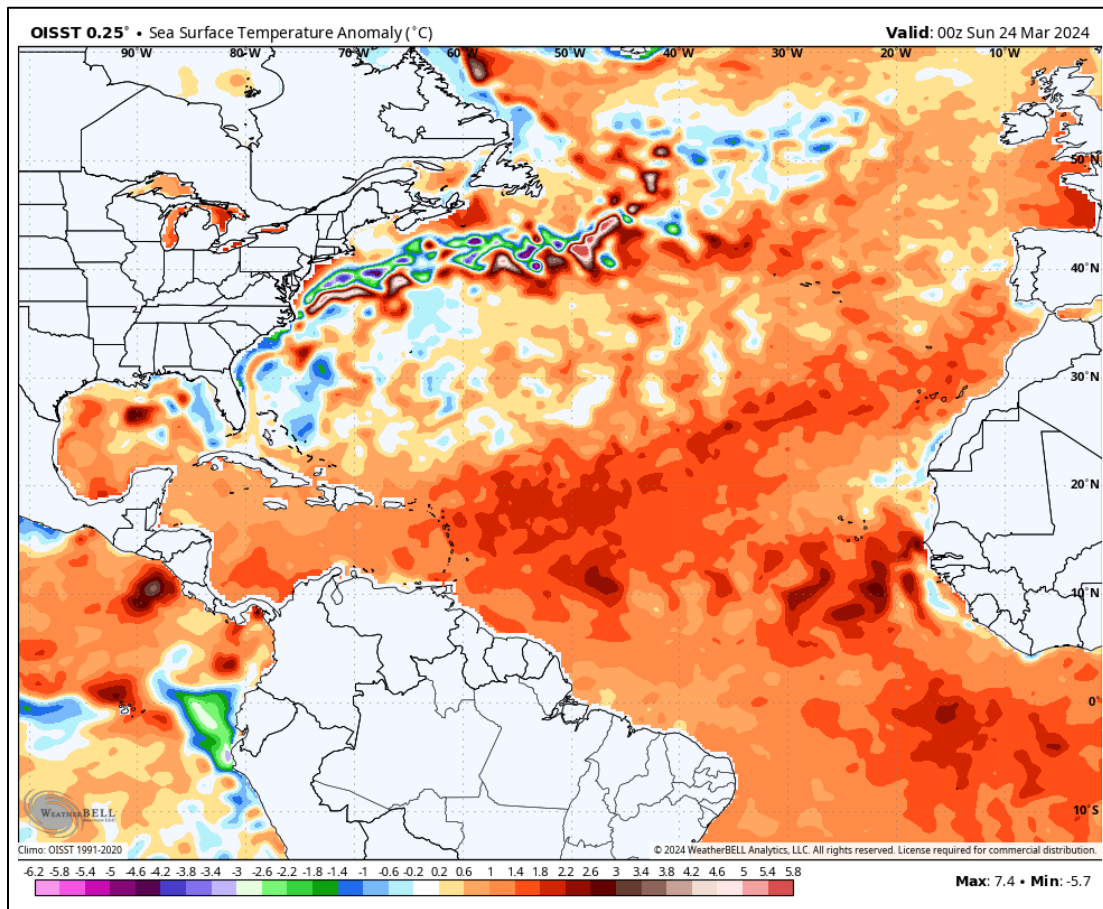 OISST 0.25° • Sea Surface Temperature Anomaly (°C)
Valid: 00z Sun 24 Mar 2024
90°W 80°W 70°W 60°W 50°W 40°W 30°W 20°W 10°W
50°N
40°N
30°N
20°N
10°N
0°
10°S
WEATHERBELL
Climo: OISST 1991-2020
© 2024 WeatherBELL Analytics, LLC. All rights reserved. License required for commercial distribution.
-6.2 -5.8 -5.4 -5 -4.6 -4.2 -3.8 -3.4 -3 -2.6 -2.2 -1.8 -1.4 -1 -0.6 -0.2 0.2 0.6 1 1.4 1.8 2.2 2.6 3 3.4 3.8 4.2 4.6 5 5.4 5.8
Max: 7.4 • Min: -5.7